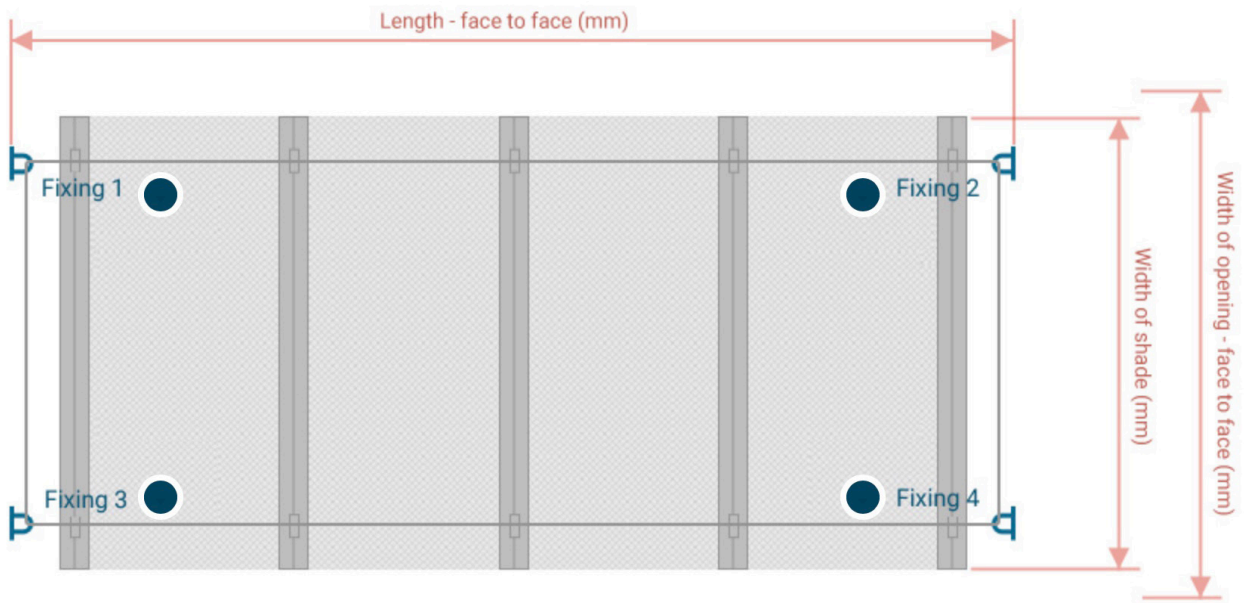 Length - face to face (mm)
Fixing 1
Fixing 2
Width of shade (mm)
Width of opening - face to face (mm)
Fixing 3
Fixing 4